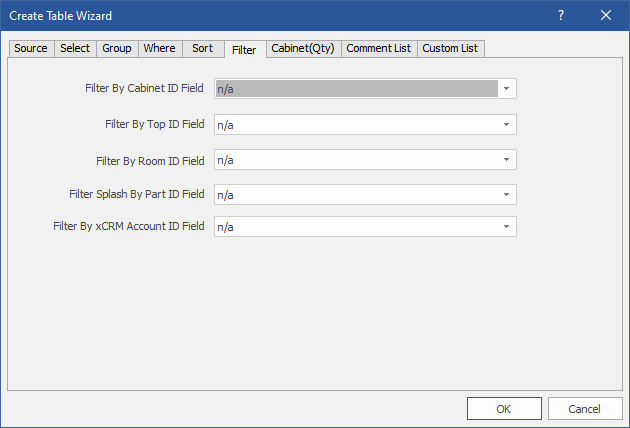 Create Table Wizard ?
Source Select Group Where Sort Filter Cabinet(Qty) Comment List Custom List
Filter By Cabinet ID Field n/a
Filter By Top ID Field n/a
Filter By Room ID Field n/a
Filter Splash By Part ID Field n/a
Filter By xCRM Account ID Field n/a
OK Cancel